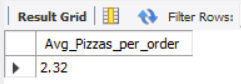 Result Grid Filter Rows:
Avg_Pizzas_per_order
2.32